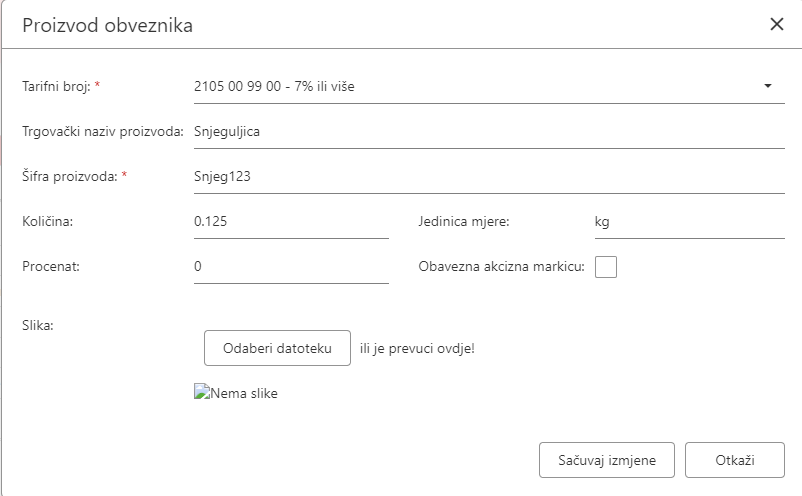 Proizvod obveznika
Tarifni broj: * 2105 00 99 00 - 7% ili više
Trgovački naziv proizvoda: Snjeguljica
Šifra proizvoda: * Snjeg123
Količina: 0.125 Jedinica mjere: kg
Procenat: 0 Obavezna akcizna markicu:
Slika:
Odaberi datoteku ili je prevuci ovdje!
Nema slike
Sačuvaj izmjene Otkaži